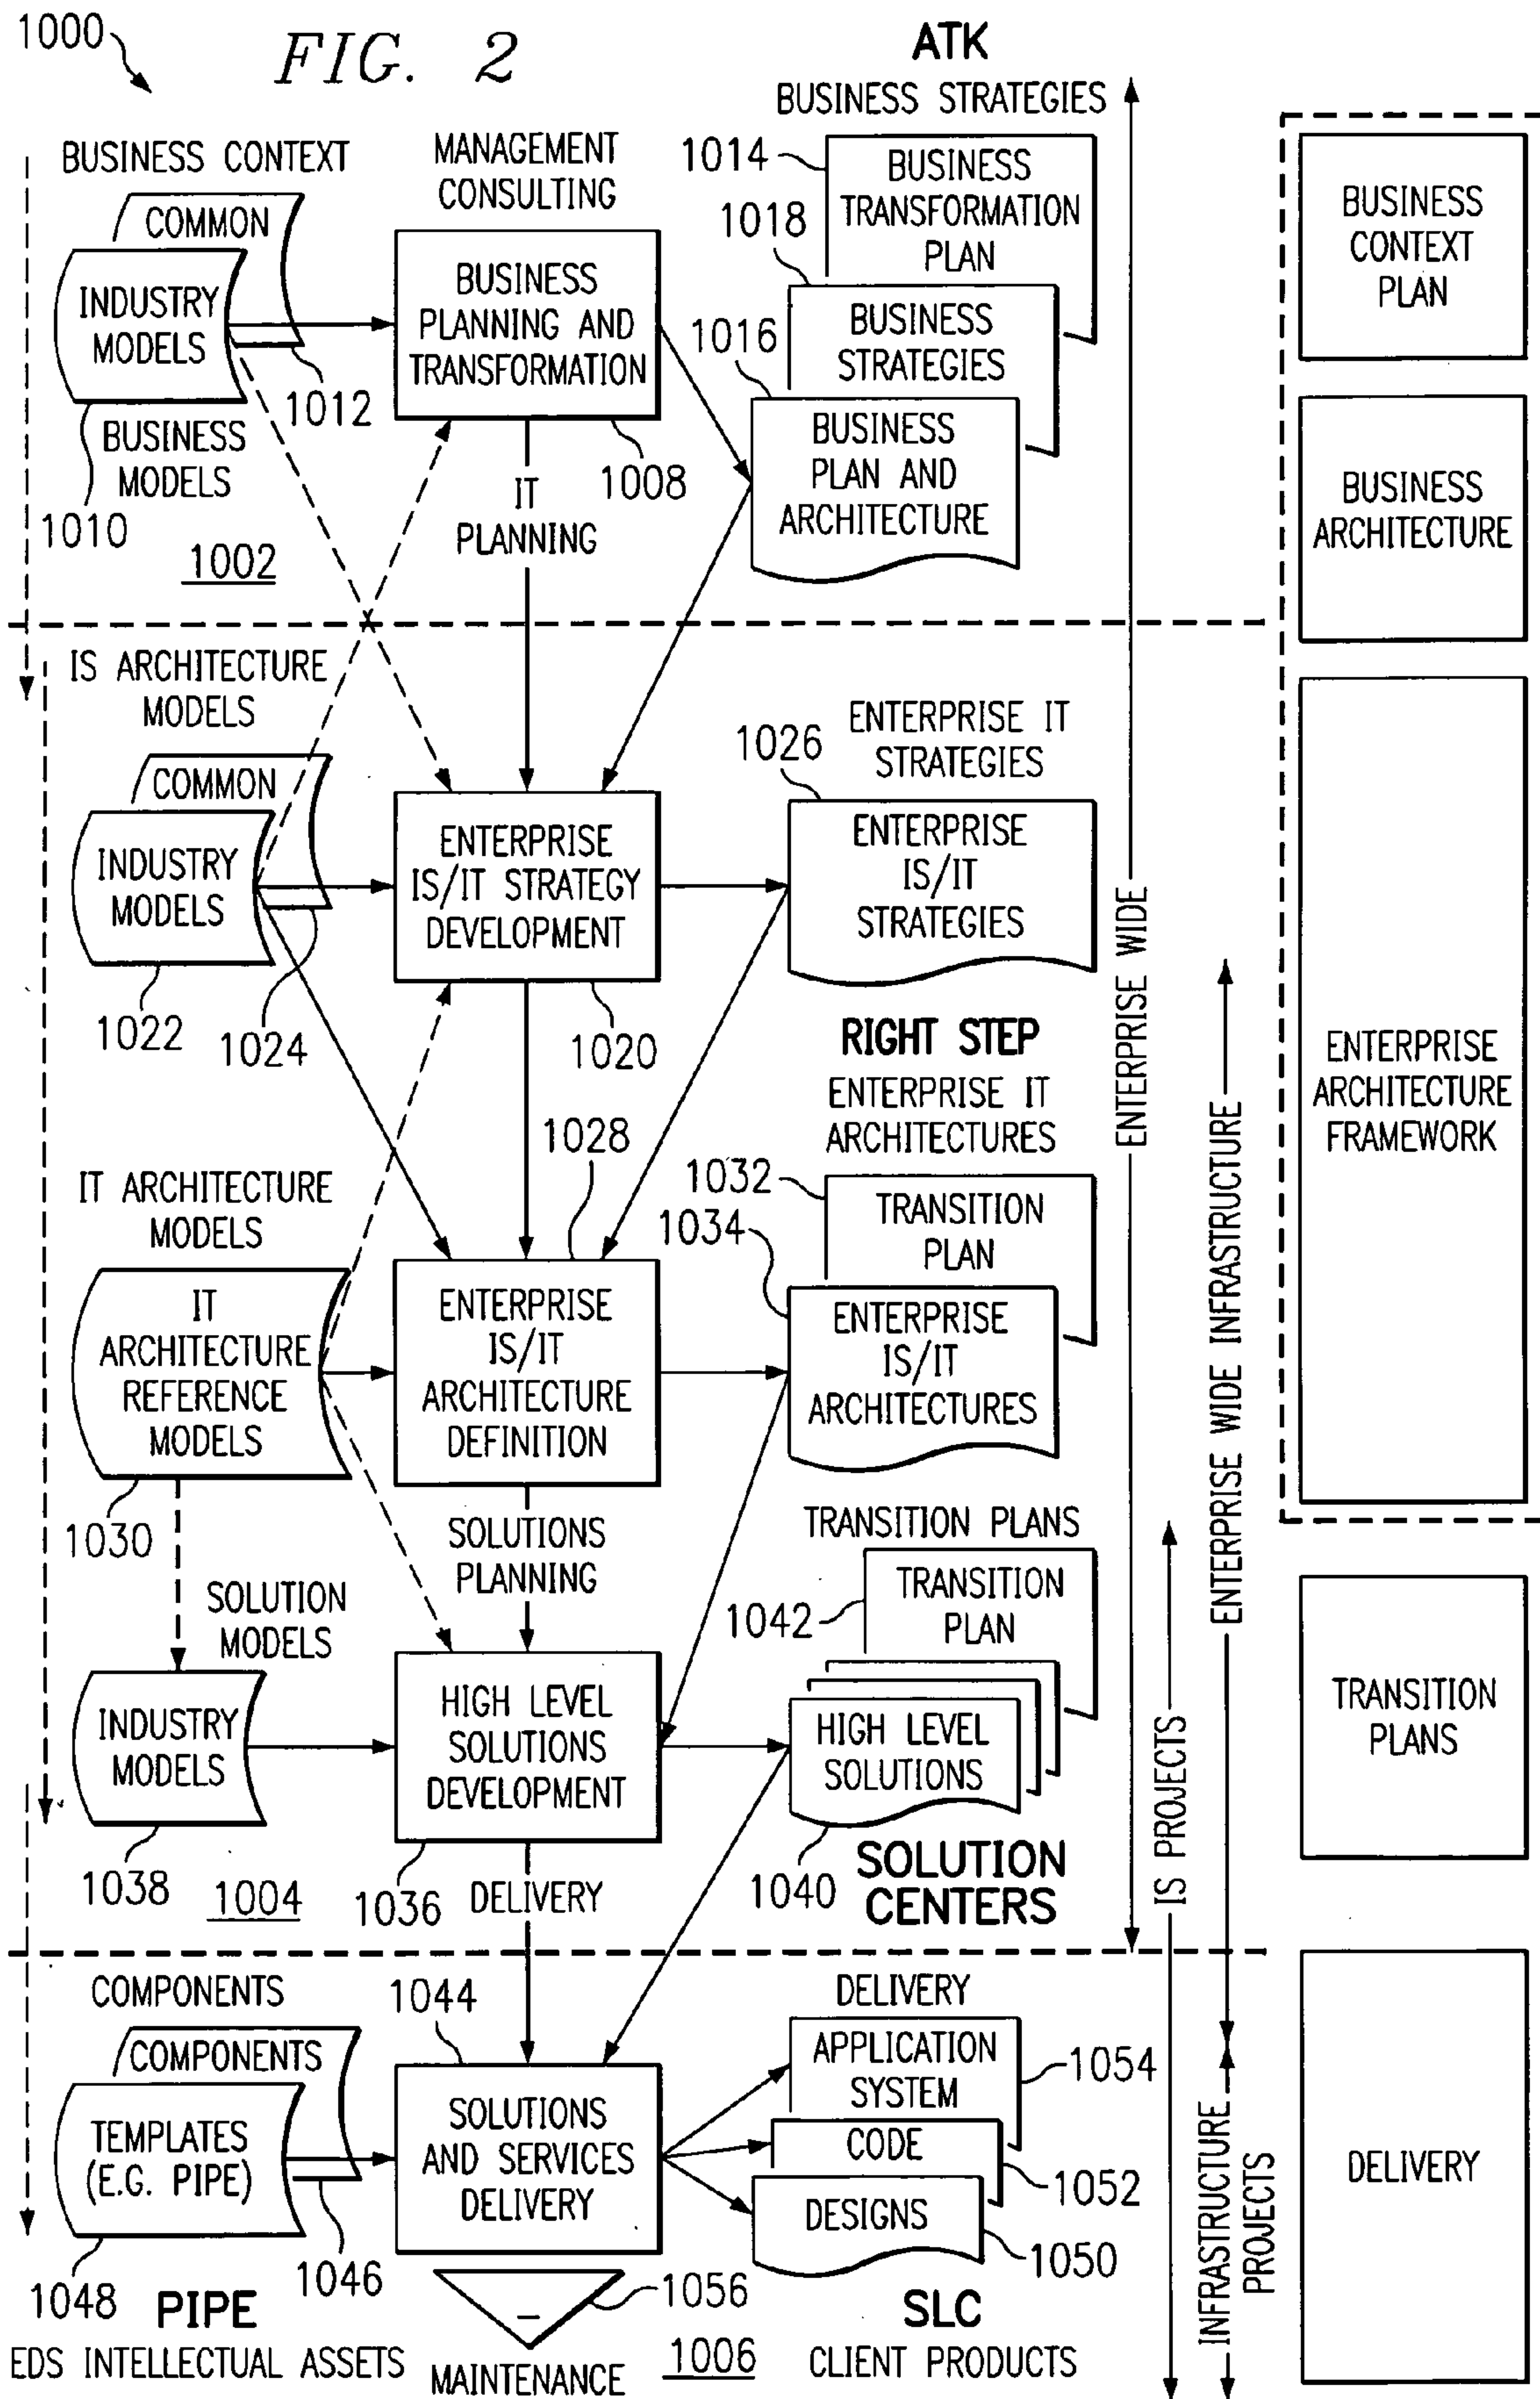 1000
FIG. 2
ATK
BUSINESS STRATEGIES
BUSINESS CONTEXT
COMMON
INDUSTRY
MODELS
1012
BUSINESS
MODELS
1010
1002
MANAGEMENT
CONSULTING
BUSINESS
PLANNING AND
TRANSFORMATION
1008
IT
PLANNING
1014
BUSINESS
TRANSFORMATION
PLAN
1018
BUSINESS
STRATEGIES
1016
BUSINESS
PLAN AND
ARCHITECTURE
BUSINESS
CONTEXT
PLAN
BUSINESS
ARCHITECTURE
IS ARCHITECTURE
MODELS
COMMON
INDUSTRY
MODELS
1022
1024
ENTERPRISE
IS/IT STRATEGY
DEVELOPMENT
1020
ENTERPRISE IT
STRATEGIES
1026
ENTERPRISE
IS/IT
STRATEGIES
RIGHT STEP
ENTERPRISE IT
ARCHITECTURES
ENTERPRISE WIDE
ENTERPRISE WIDE INFRASTRUCTURE
ENTERPRISE
ARCHITECTURE
FRAMEWORK
IT ARCHITECTURE
MODELS
IT
ARCHITECTURE
REFERENCE
MODELS
1030
1028
ENTERPRISE
IS/IT
ARCHITECTURE
DEFINITION
SOLUTIONS
PLANNING
1032
TRANSITION
PLAN
1034
ENTERPRISE
IS/IT
ARCHITECTURES
TRANSITION PLANS
SOLUTION
MODELS
INDUSTRY
MODELS
1038
1004
HIGH LEVEL
SOLUTIONS
DEVELOPMENT
1036
DELIVERY
1042
TRANSITION
PLAN
HIGH LEVEL
SOLUTIONS
1040
SOLUTION
CENTERS
IS PROJECTS
TRANSITION
PLANS
COMPONENTS
COMPONENTS
TEMPLATES
(E.G. PIPE)
1048
1046
PIPE
EDS INTELLECTUAL ASSETS
1044
SOLUTIONS
AND SERVICES
DELIVERY
1056
MAINTENANCE
1006
DELIVERY
APPLICATION
SYSTEM
1054
CODE
1052
DESIGNS
1050
SLC
CLIENT PRODUCTS
INFRASTRUCTURE
PROJECTS
DELIVERY